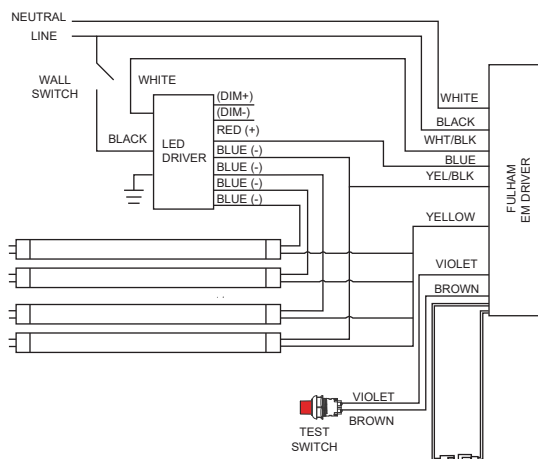 NEUTRAL
LINE
WALL
SWITCH
WHITE
BLACK
LED
DRIVER
(DIM+)
(DIM-)
RED (+)
BLUE (-)
BLUE (-)
BLUE (-)
BLUE (-)
WHITE
BLACK
WHT/BLK
BLUE
YEL/BLK
YELLOW
VIOLET
BROWN
FULHAM
EM DRIVER
VIOLET
BROWN
TEST
SWITCH